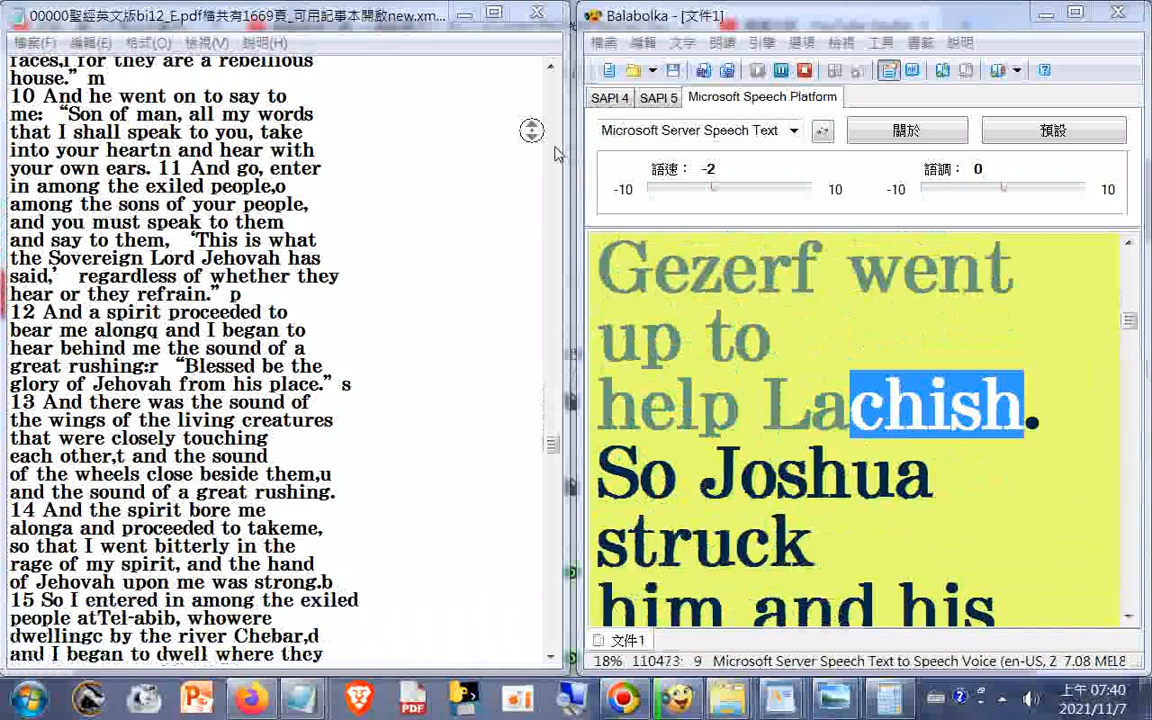 00000聖經英文版bi12_E.pdf檔共有1669頁_可用記事本開啟new.xm...
檔案(F) 編輯(E) 格式(O) 檢視(V) 說明(H)
faces,l for they are a rebellious
house.” m
10 And he went on to say to
me: “Son of man, all my words
that I shall speak to you, take
into your heartn and hear with
your own ears. 11 And go, enter
in among the exiled people,o
among the sons of your people,
and you must speak to them
and say to them, ‘This is what
the Sovereign Lord Jehovah has
said,’ regardless of whether they
hear or they refrain.” p
12 And a spirit proceeded to
bear me alongq and I began to
hear behind me the sound of a
great rushing:r “Blessed be the
glory of Jehovah from his place.” s
13 And there was the sound of
the wings of the living creatures
that were closely touching
each other,t and the sound
of the wheels close beside them,u
and the sound of a great rushing.
14 And the spirit bore me
alonga and proceeded to takeme,
so that I went bitterly in the
rage of my spirit, and the hand
of Jehovah upon me was strong.b
15 So I entered in among the exiled
people atTel-abib, whowere
dwellingc by the river Chebar,d
and I began to dwell where they
Balabolka - [文件1]
檔案 編輯 文字 朗讀 引擎 選項 檢視 工具 書籤 說明
SAPI 4 SAPI 5 Microsoft Speech Platform
Microsoft Server Speech Text 關於 預設
語速： -2 語調： 0
-10 10 -10 10
Gezerf went
up to
help Lachish.
So Joshua
struck
him and his
文件1
18% 110473: 9 Microsoft Server Speech Text to Speech Voice (en-US, Z 7.08 MEL8
PDF
上午 07:40
2021/11/7